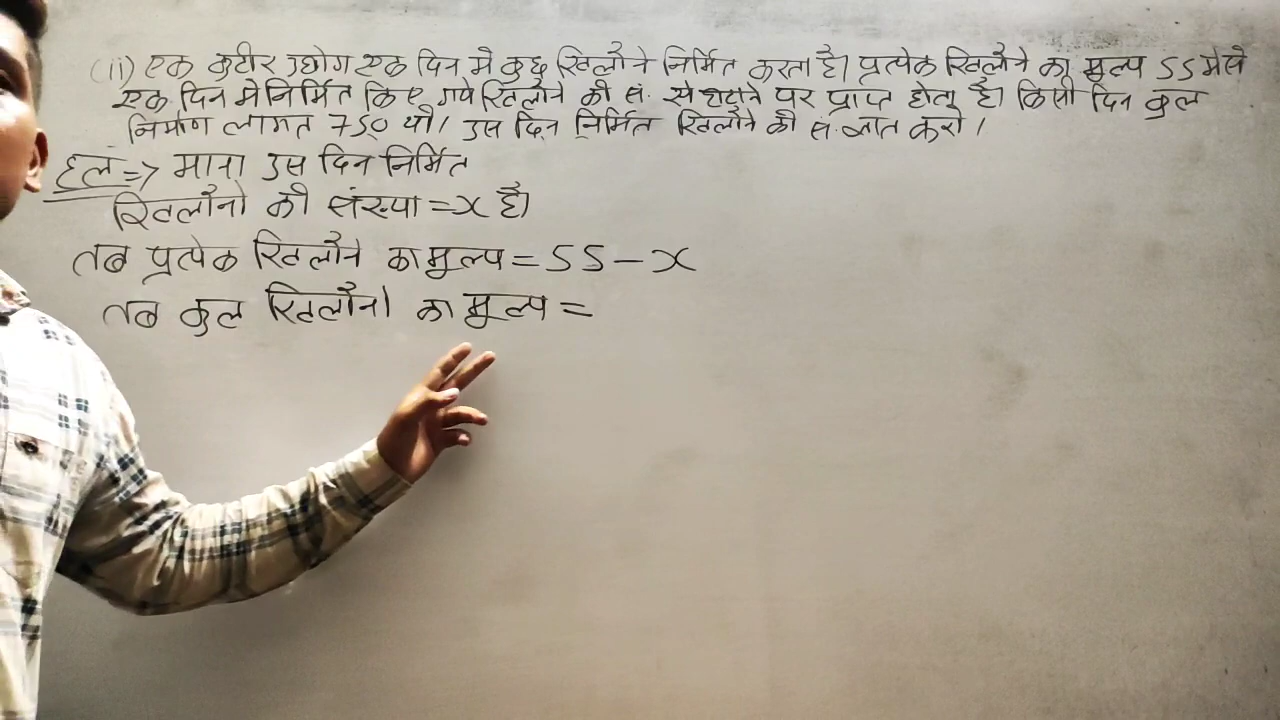 (ii) एक कुटीर उद्योग एक दिन मे कुछ खिलौने निर्मित करता है। प्रत्येक खिलौने का मुल्य 55 मेसे
एक दिन मे निर्मित किए गये खिलौने की सं. से घटाने पर प्राप्त होता है। किसी दिन कुल
निर्माण लागत 750 थी। उस दिन निर्मित खिलौने की सं. ज्ञात करो।
हल => माना उस दिन निर्मित
खिलौनो की संख्या = x है।
तब प्रत्येक खिलौने का मुल्य = 55 - x
तब कुल खिलौनो का मुल्य =